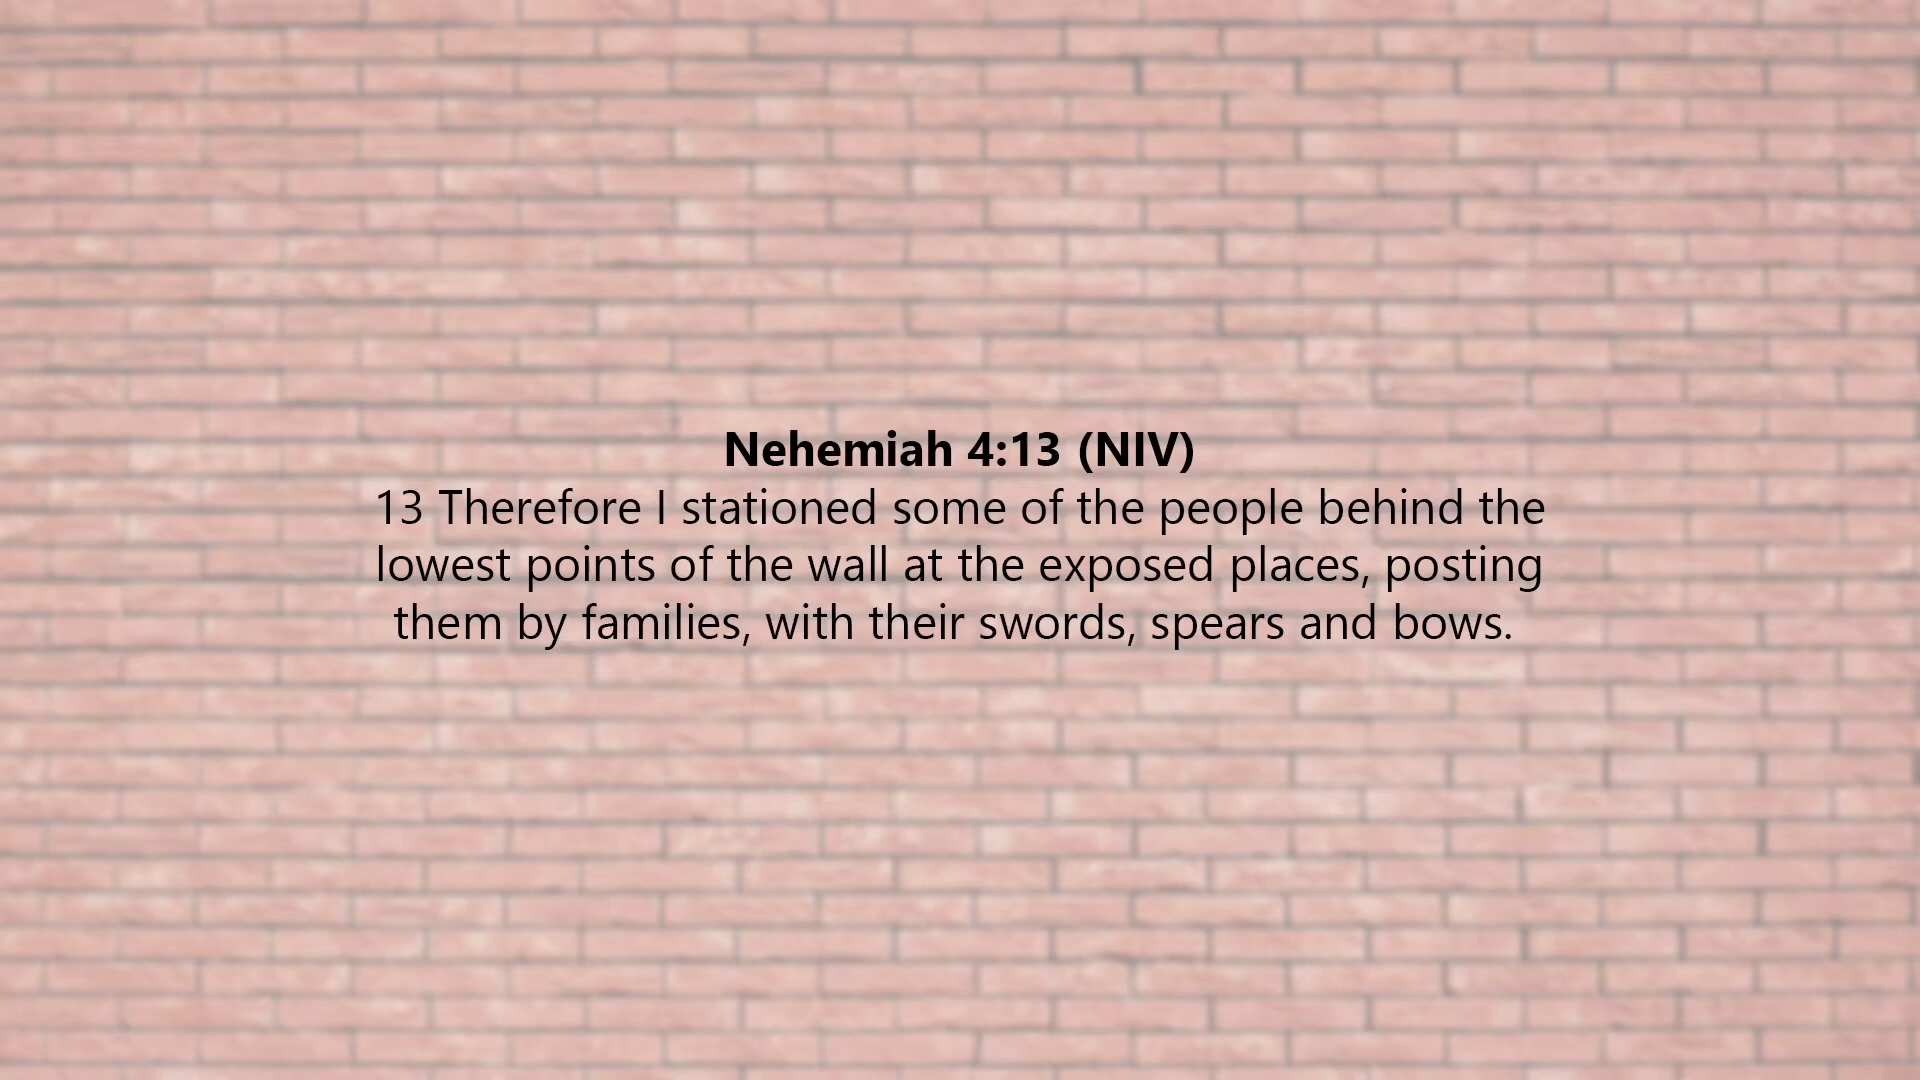 Nehemiah 4:13 (NIV)
13 Therefore I stationed some of the people behind the
lowest points of the wall at the exposed places, posting
them by families, with their swords, spears and bows.